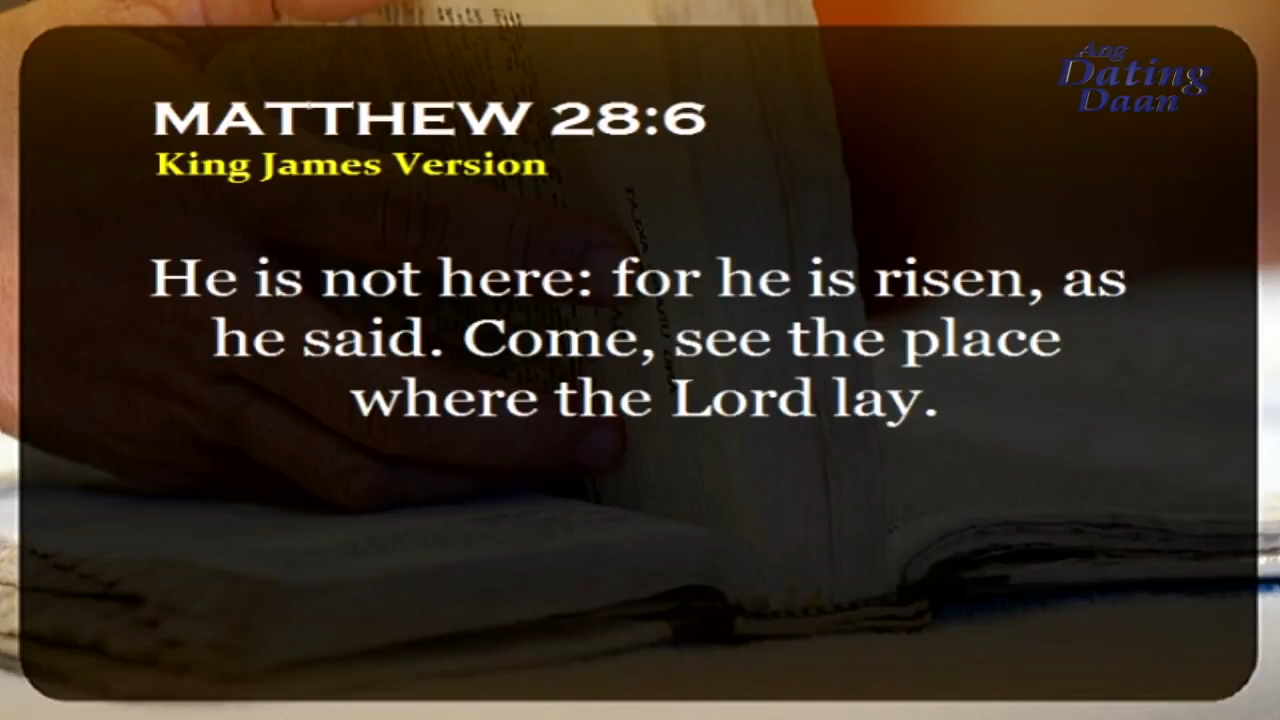 Ang
Dating
Daan
MATTHEW 28:6
King James Version
He is not here: for he is risen, as
he said. Come, see the place
where the Lord lay.